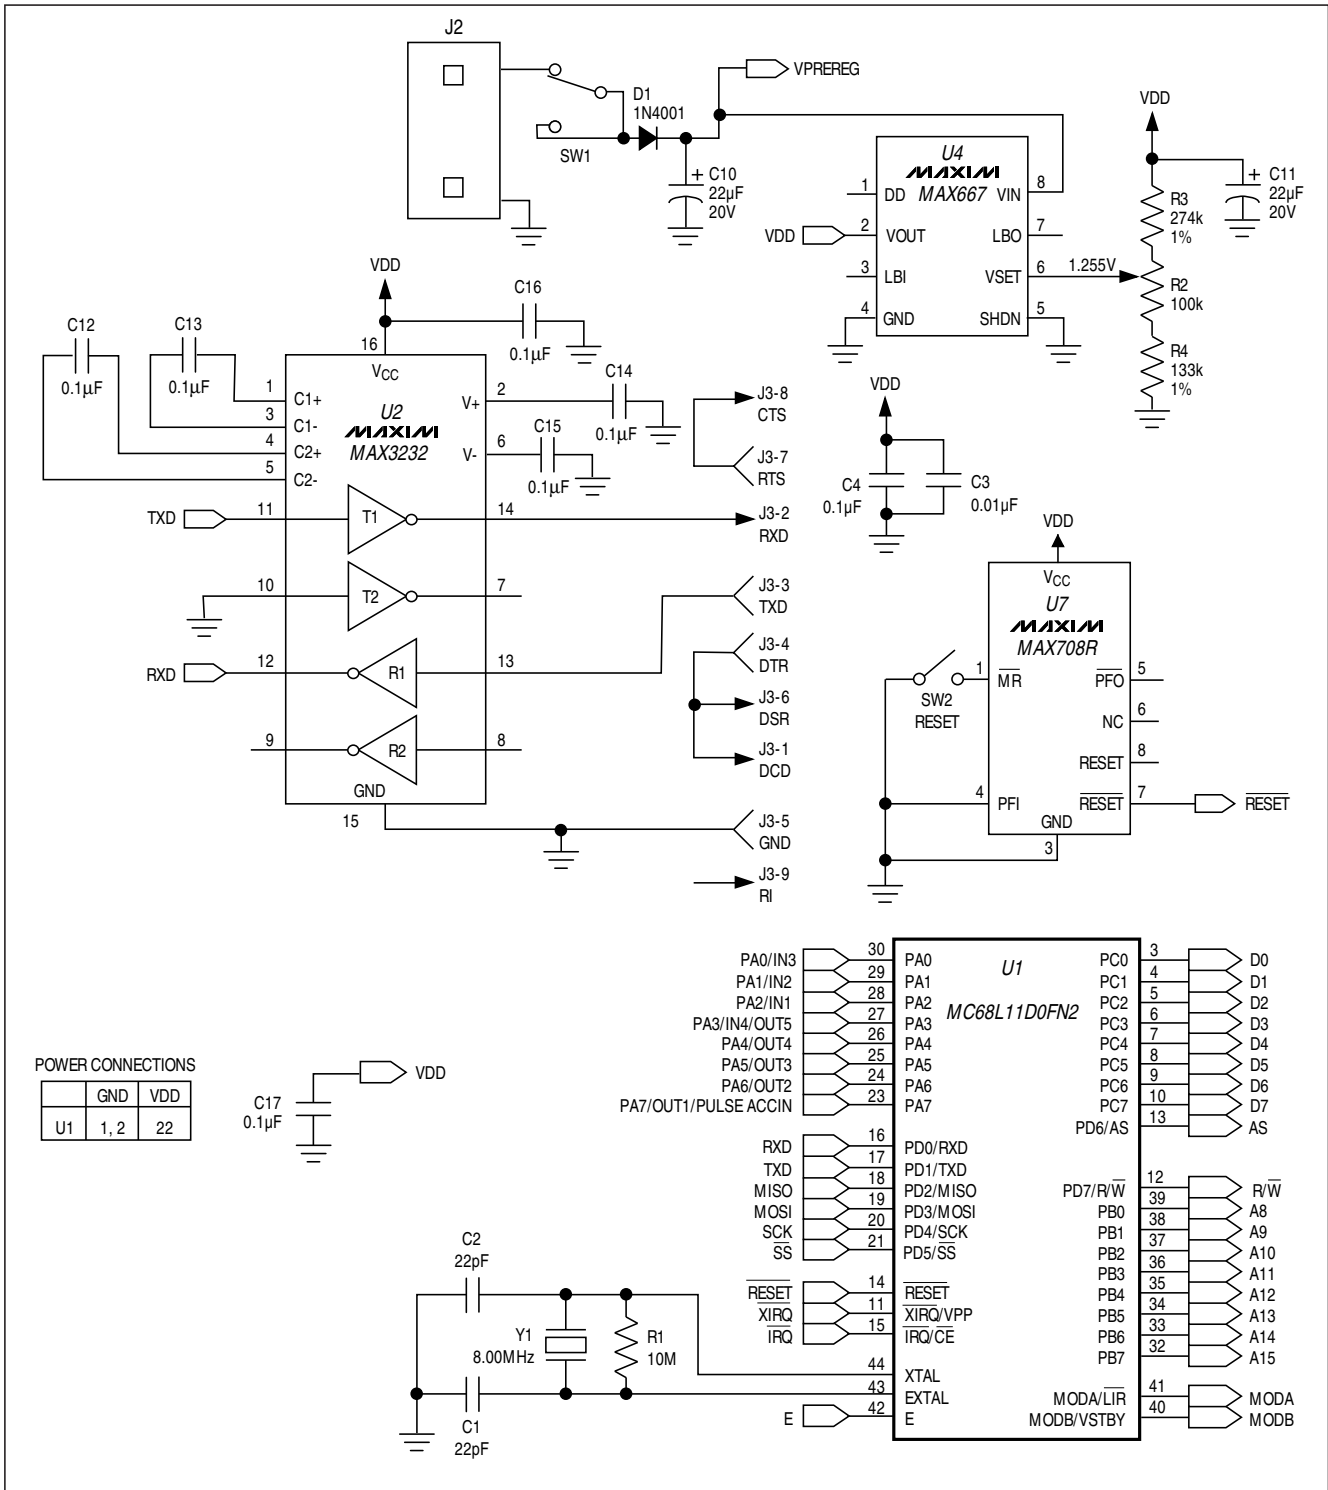 J2
VPREREG
D1
1N4001
SW1
+ C10
22µF
20V
U4
MAXIM
MAX667
1 DD
VIN 8
VDD
2 VOUT
LBO 7
3 LBI
VSET 6
1.255V
4 GND
SHDN 5
VDD
R3
274k
1%
+ C11
22µF
20V
R2
100k
R4
133k
1%
VDD
C16
0.1µF
C12
0.1µF
C13
0.1µF
16
VCC
U2
MAXIM
MAX3232
1 C1+
3 C1-
4 C2+
5 C2-
V+ 2
C14
0.1µF
V- 6
C15
0.1µF
TXD
11 T1 14
10 T2 7
RXD
12 R1 13
9 R2 8
GND
15
J3-8
CTS
J3-7
RTS
J3-2
RXD
J3-3
TXD
J3-4
DTR
J3-6
DSR
J3-1
DCD
J3-5
GND
J3-9
RI
VDD
C4
0.1µF
C3
0.01µF
VDD
VCC
U7
MAXIM
MAX708R
1 MR
PFO 5
SW2
RESET
NC 6
RESET 8
4 PFI
RESET 7
RESET
GND
3
U1
MC68L11D0FN2
PA0/IN3 30 PA0
PA1/IN2 29 PA1
PA2/IN1 28 PA2
PA3/IN4/OUT5 27 PA3
PA4/OUT4 26 PA4
PA5/OUT3 25 PA5
PA6/OUT2 24 PA6
PA7/OUT1/PULSE ACCIN 23 PA7
RXD 16 PD0/RXD
TXD 17 PD1/TXD
MISO 18 PD2/MISO
MOSI 19 PD3/MOSI
SCK 20 PD4/SCK
SS 21 PD5/SS
RESET 14 RESET
XIRQ 11 XIRQ/VPP
IRQ 15 IRQ/CE
44 XTAL
43 EXTAL
E 42 E
PC0 3 D0
PC1 4 D1
PC2 5 D2
PC3 6 D3
PC4 7 D4
PC5 8 D5
PC6 9 D6
PC7 10 D7
PD6/AS 13 AS
PD7/R/W 12 R/W
PB0 39 A8
PB1 38 A9
PB2 37 A10
PB3 36 A11
PB4 35 A12
PB5 34 A13
PB6 33 A14
PB7 32 A15
MODA/LIR 41 MODA
MODB/VSTBY 40 MODB
POWER CONNECTIONS
GND VDD
U1 1, 2 22
VDD
C17
0.1µF
C2
22pF
Y1
8.00MHz
R1
10M
C1
22pF